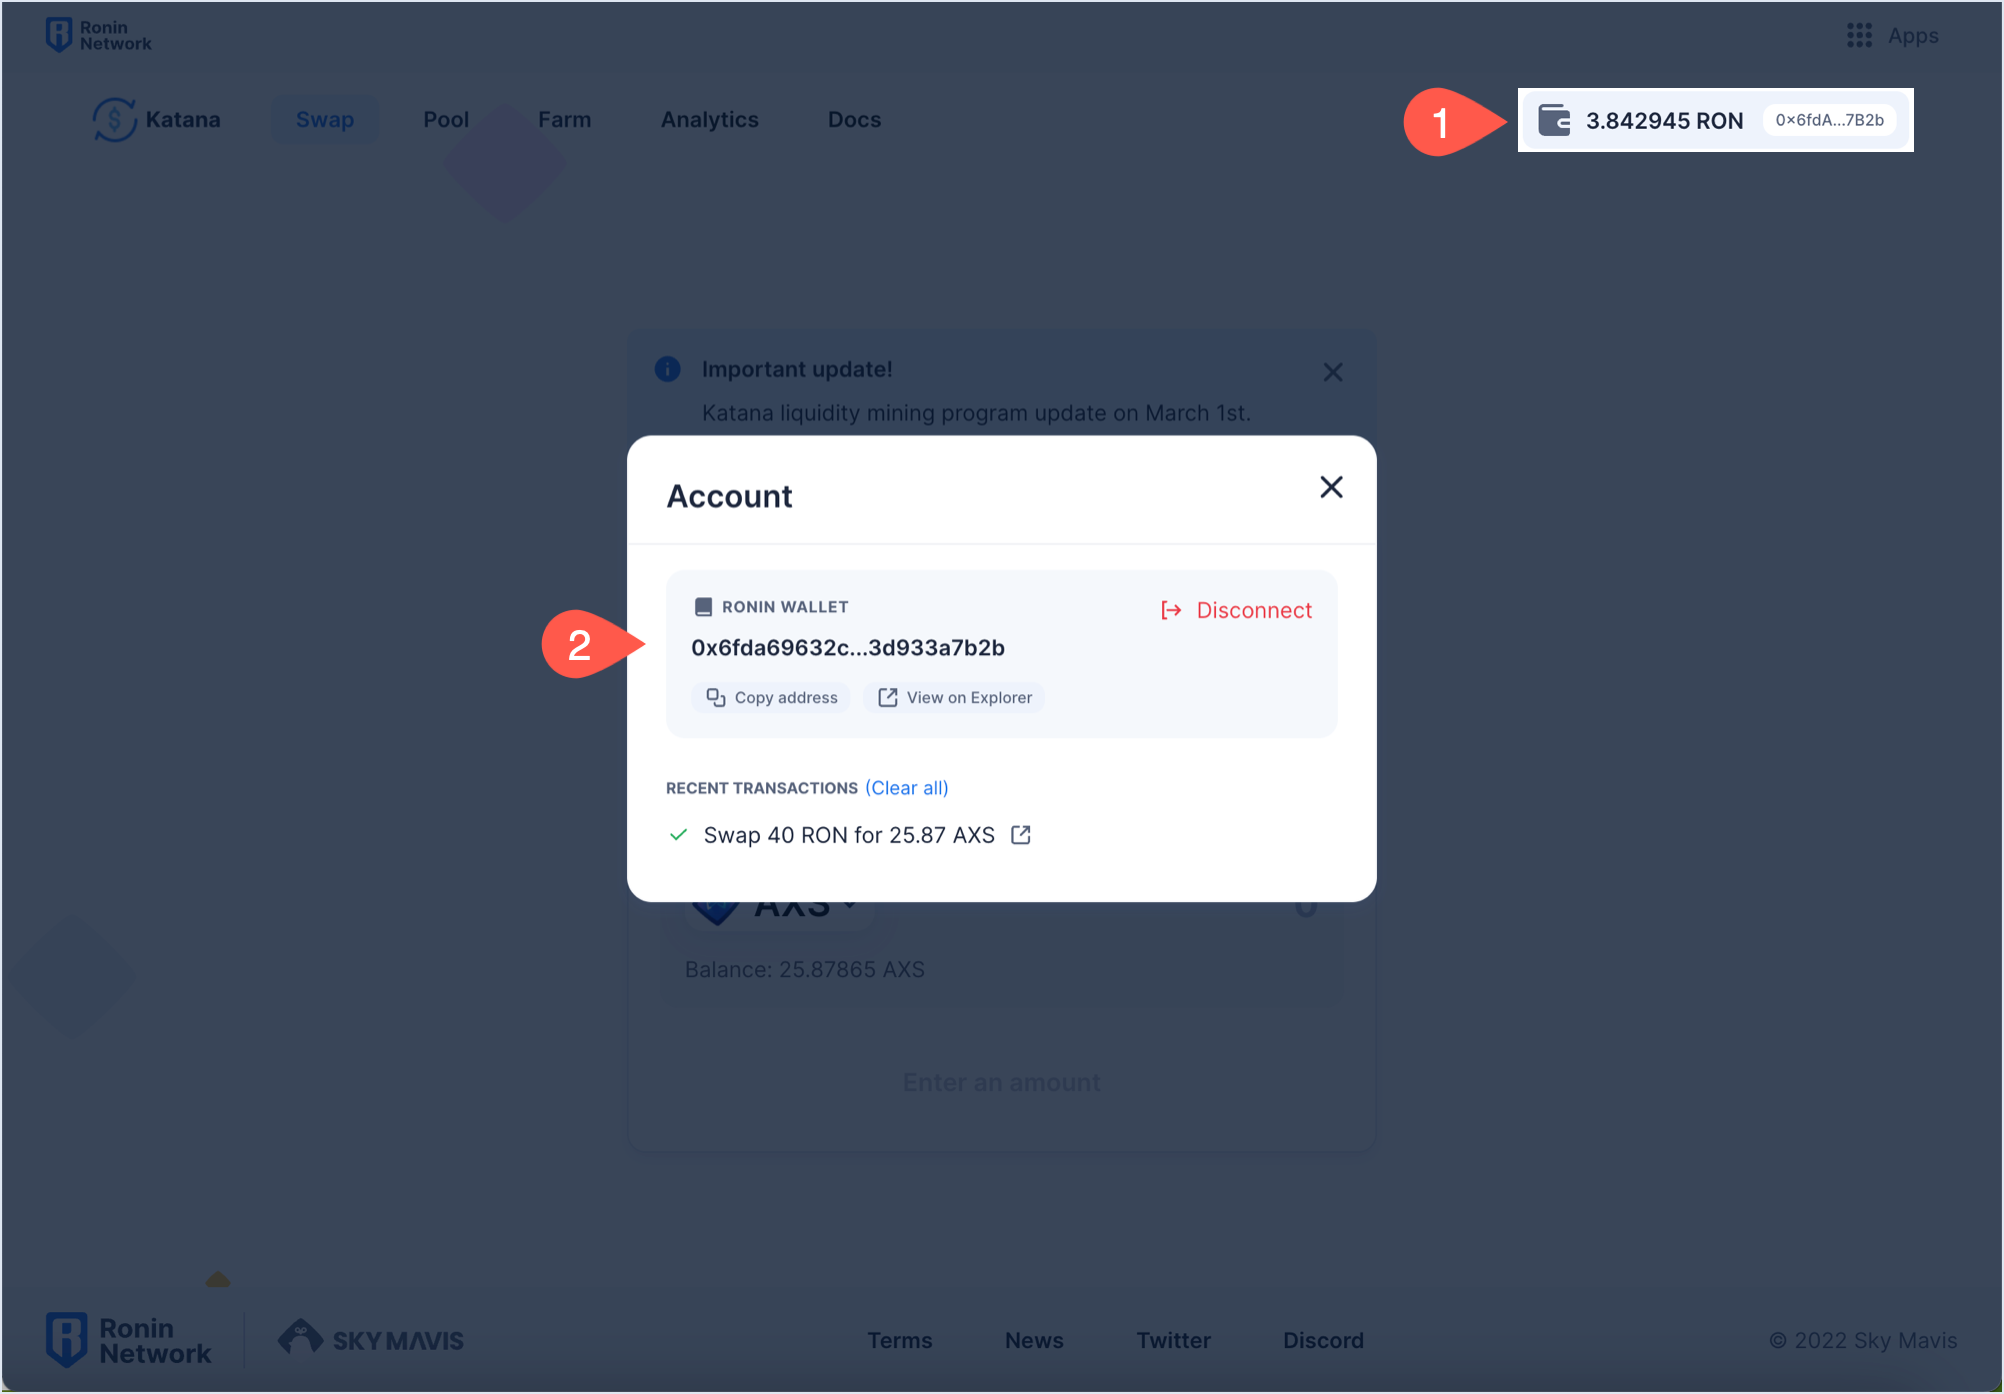 Ronin
Network
Apps
Katana
Swap
Pool
Farm
Analytics
Docs
1
3.842945 RON
0x6fdA...7B2b
Important update!
Katana liquidity mining program update on March 1st.
Account
RONIN WALLET
Disconnect
2
0x6fda69632c...3d933a7b2b
Copy address
View on Explorer
RECENT TRANSACTIONS (Clear all)
Swap 40 RON for 25.87 AXS
AXS
0
Balance: 25.87865 AXS
Enter an amount
Ronin
Network
SKY MAVIS
Terms
News
Twitter
Discord
© 2022 Sky Mavis